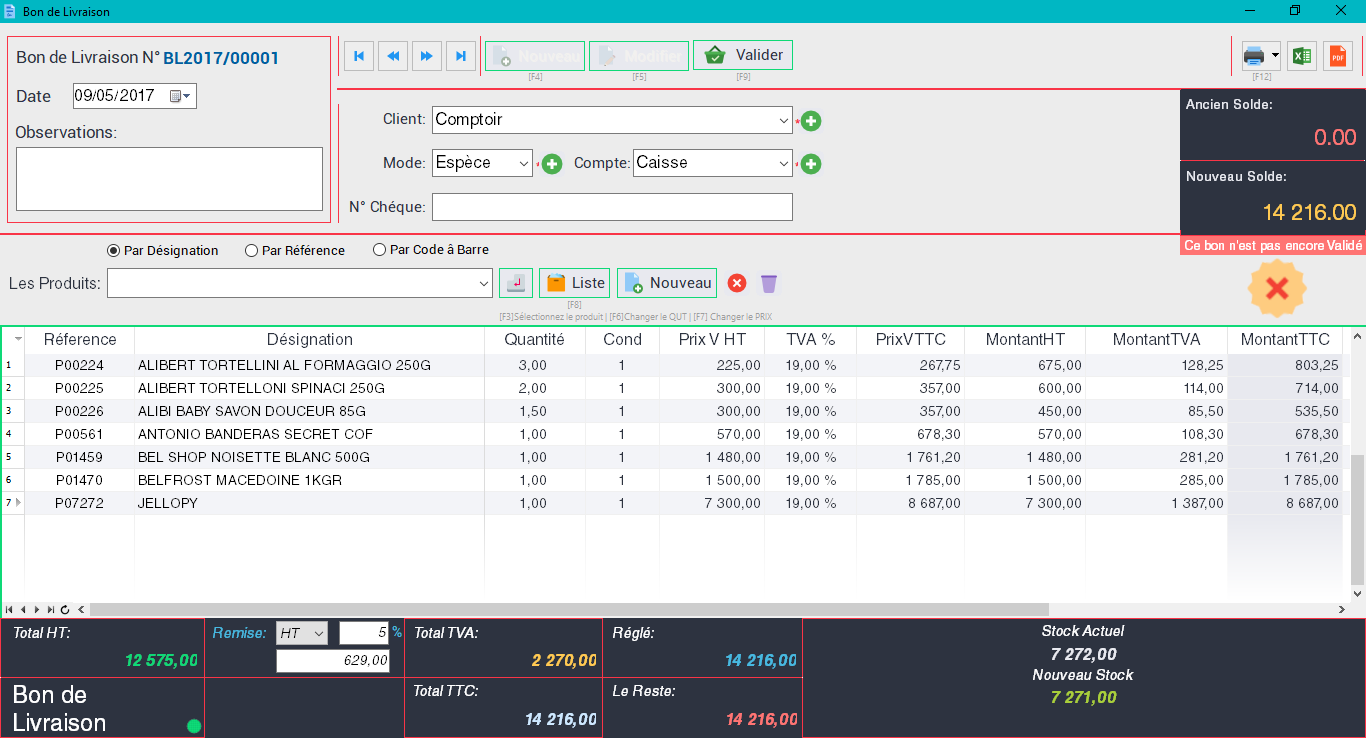 Bon de Livraison
Bon de Livraison N° BL2017/00001
Date 09/05/2017
Observations:
Nouveau Modifier Valider
[F4] [F5] [F9] [F12]
PDF
Client: Comptoir *
Mode: Espèce * Compte: Caisse *
N° Chéque:
Ancien Solde:
0.00
Nouveau Solde:
14 216.00
Ce bon n'est pas encore Validé
Par Désignation Par Référence Par Code â Barre
Les Produits: Liste Nouveau
[F8]
[F3]Sélectionnez le produit | [F6]Changer le QUT | [F7] Changer le PRIX
Réference Désignation Quantité Cond Prix V HT TVA % PrixVTTC MontantHT MontantTVA MontantTTC
1 P00224 ALIBERT TORTELLINI AL FORMAGGIO 250G 3,00 1 225,00 19,00 % 267,75 675,00 128,25 803,25
2 P00225 ALIBERT TORTELLONI SPINACI 250G 2,00 1 300,00 19,00 % 357,00 600,00 114,00 714,00
3 P00226 ALIBI BABY SAVON DOUCEUR 85G 1,50 1 300,00 19,00 % 357,00 450,00 85,50 535,50
4 P00561 ANTONIO BANDERAS SECRET COF 1,00 1 570,00 19,00 % 678,30 570,00 108,30 678,30
5 P01459 BEL SHOP NOISETTE BLANC 500G 1,00 1 1 480,00 19,00 % 1 761,20 1 480,00 281,20 1 761,20
6 P01470 BELFROST MACEDOINE 1KGR 1,00 1 1 500,00 19,00 % 1 785,00 1 500,00 285,00 1 785,00
7 P07272 JELLOPY 1,00 1 7 300,00 19,00 % 8 687,00 7 300,00 1 387,00 8 687,00
Total HT:
12 575,00
Remise: HT 5 %
629,00
Total TVA:
2 270,00
Réglé:
14 216,00
Stock Actuel
7 272,00
Nouveau Stock
7 271,00
Bon de
Livraison
Total TTC:
14 216,00
Le Reste:
14 216,00